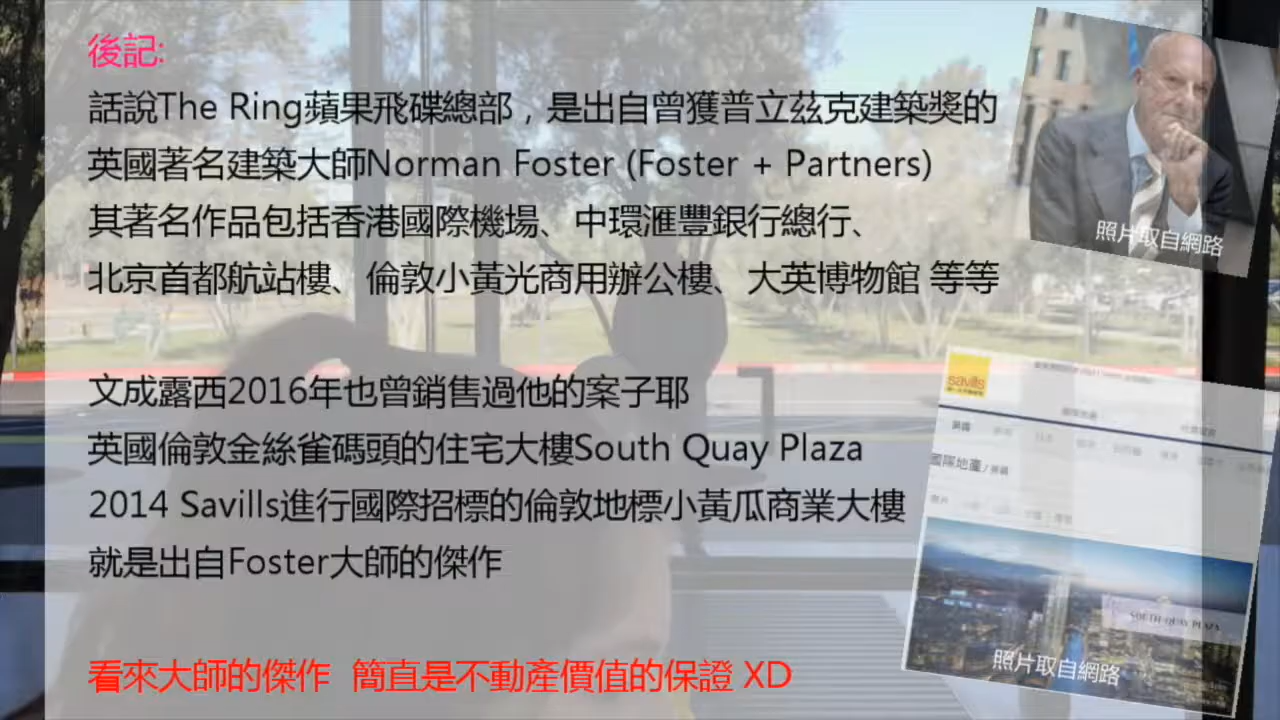 後記:
話說The Ring蘋果飛碟總部，是出自曾獲普立茲克建築獎的
英國著名建築大師Norman Foster (Foster + Partners)
其著名作品包括香港國際機場、中環滙豐銀行總行、
北京首都航站樓、倫敦小黃光商用辦公樓、大英博物館 等等
照片取自網路
文成露西2016年也曾銷售過他的案子耶
英國倫敦金絲雀碼頭的住宅大樓South Quay Plaza
2014 Savills進行國際招標的倫敦地標小黃瓜商業大樓
就是出自Foster大師的傑作
savills
國際地產
SOUTH QUAY PLAZA
照片取自網路
看來大師的傑作 簡直是不動產價值的保證 XD